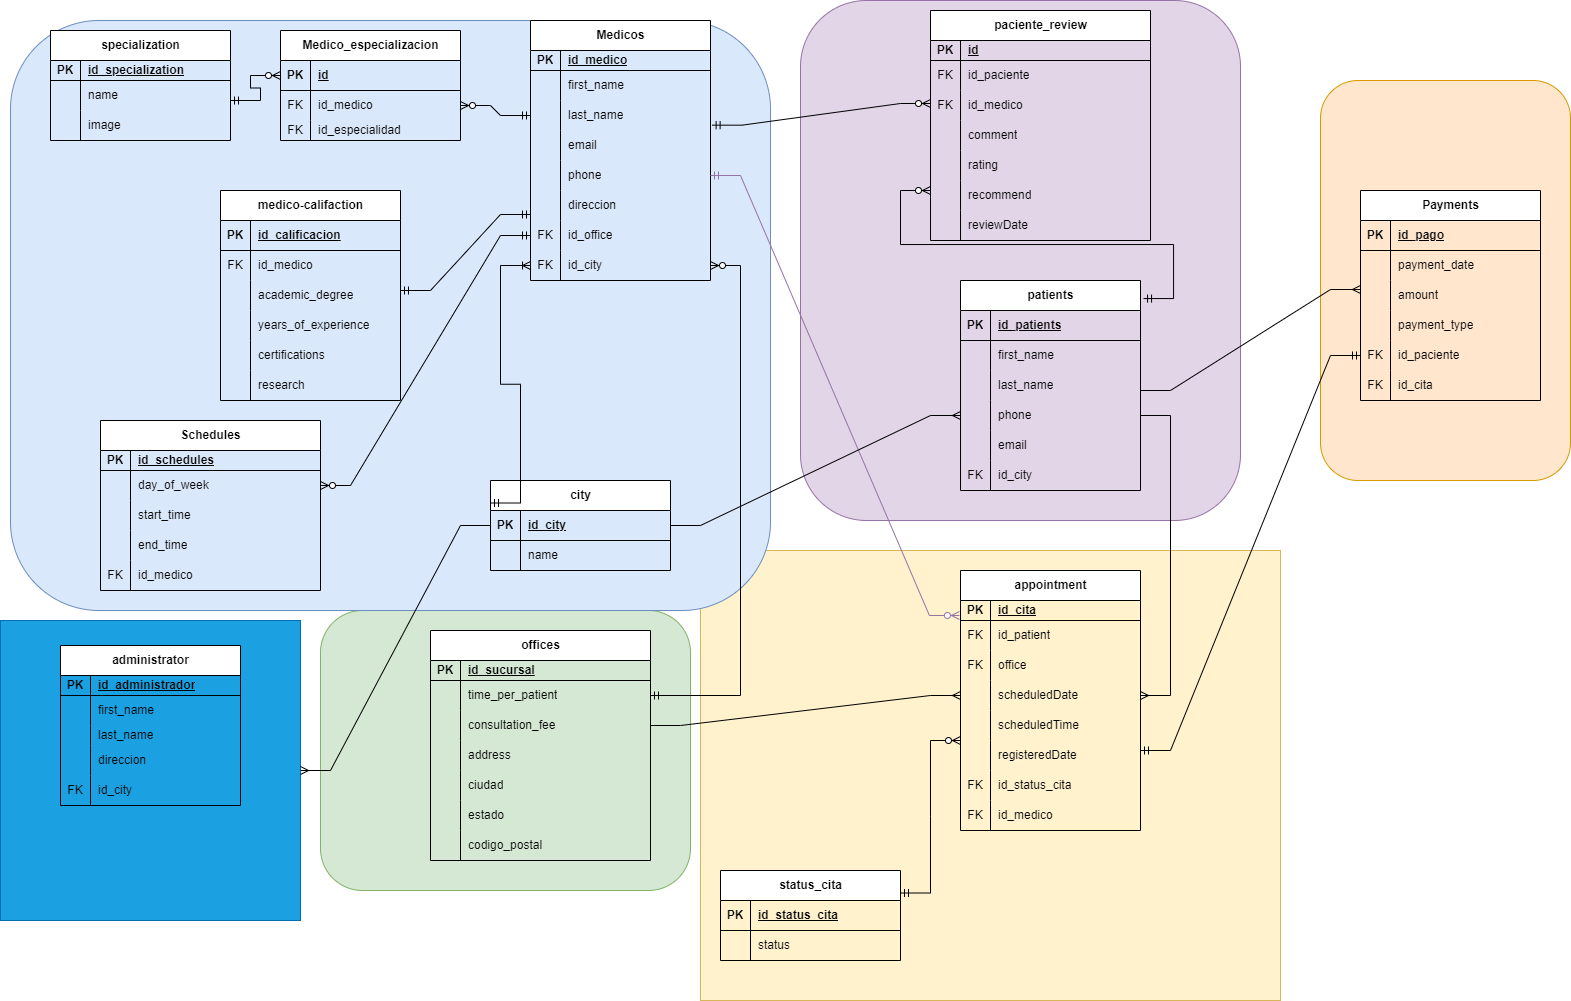 specialization
PK id_specialization
name
image
Medico_especializacion
PK id
FK id_medico
FK id_especialidad
Medicos
PK id_medico
first_name
last_name
email
phone
direccion
FK id_office
FK id_city
medico-califaction
PK id_calificacion
FK id_medico
academic_degree
years_of_experience
certifications
research
Schedules
PK id_schedules
day_of_week
start_time
end_time
FK id_medico
city
PK id_city
name
paciente_review
PK id
FK id_paciente
FK id_medico
comment
rating
recommend
reviewDate
patients
PK id_patients
first_name
last_name
phone
email
FK id_city
Payments
PK id_pago
payment_date
amount
payment_type
FK id_paciente
FK id_cita
administrator
PK id_administrador
first_name
last_name
direccion
FK id_city
offices
PK id_sucursal
time_per_patient
consultation_fee
address
ciudad
estado
codigo_postal
appointment
PK id_cita
FK id_patient
FK office
scheduledDate
scheduledTime
registeredDate
FK id_status_cita
FK id_medico
status_cita
PK id_status_cita
status